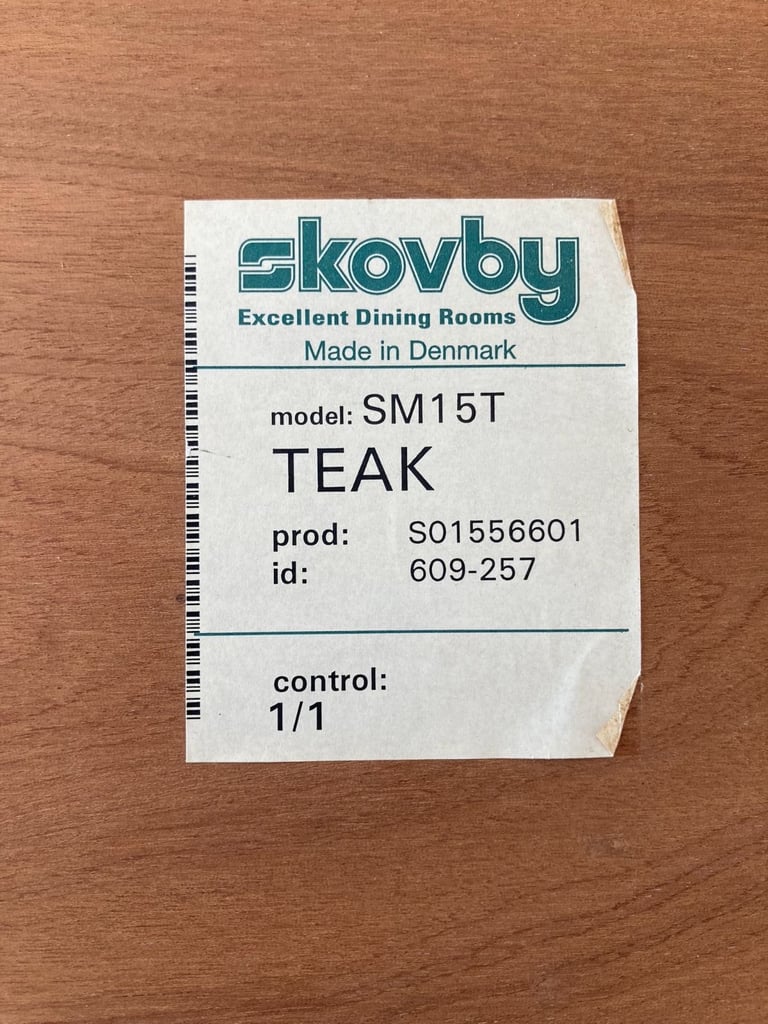 skovby
Excellent Dining Rooms
Made in Denmark
model: SM15T
TEAK
prod: S01556601
id: 609-257
control:
1/1